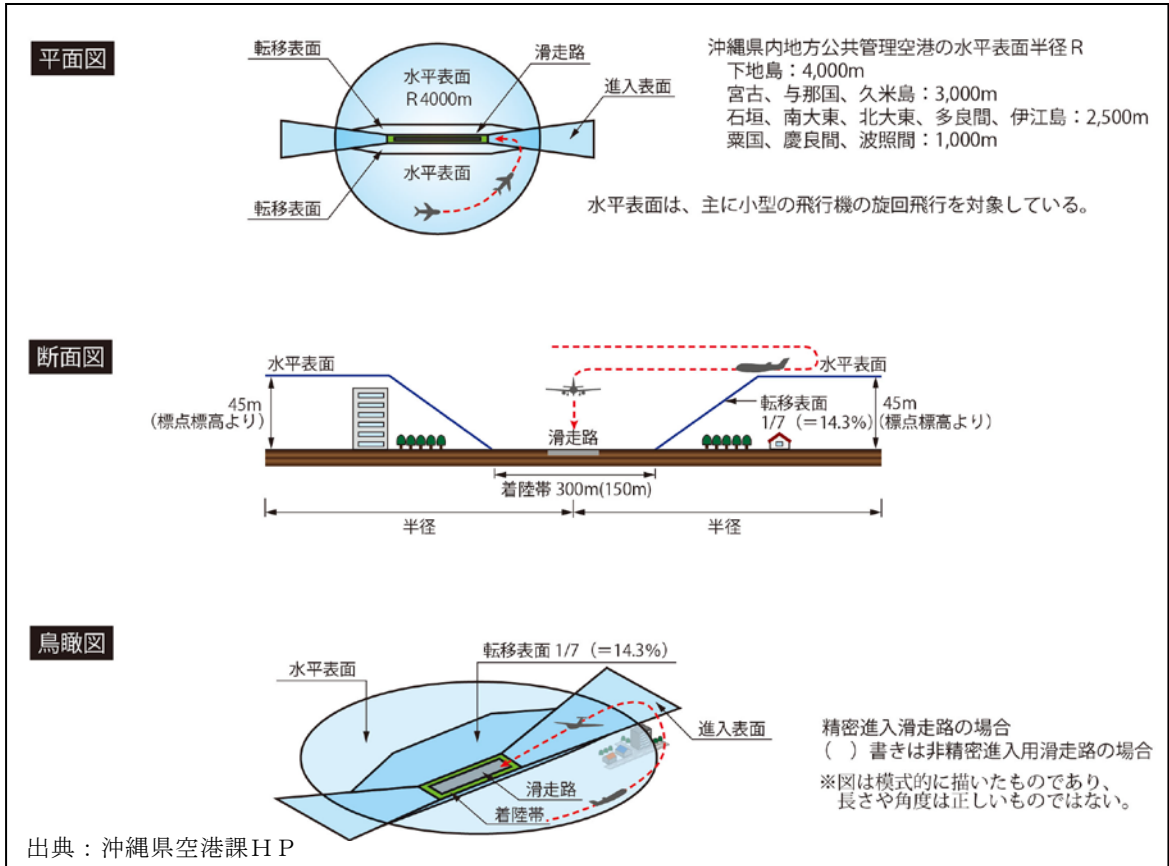 平面図
転移表面
滑走路
水平表面
R4000m
進入表面
水平表面
転移表面
沖縄県内地方公共管理空港の水平表面半径R
下地島：4,000m
宮古、与那国、久米島：3,000m
石垣、南大東、北大東、多良間、伊江島：2,500m
粟国、慶良間、波照間：1,000m
水平表面は、主に小型の飛行機の旋回飛行を対象している。
断面図
水平表面
水平表面
45m
(標点標高より)
転移表面
1/7（＝14.3%）
45m
(標点標高より)
滑走路
着陸帯 300m(150m)
半径
半径
鳥瞰図
転移表面 1/7（＝14.3%）
水平表面
進入表面
滑走路
着陸帯
精密進入滑走路の場合
（　）書きは非精密進入用滑走路の場合
※図は模式的に描いたものであり、
長さや角度は正しいものではない。
出典：沖縄県空港課ＨＰ